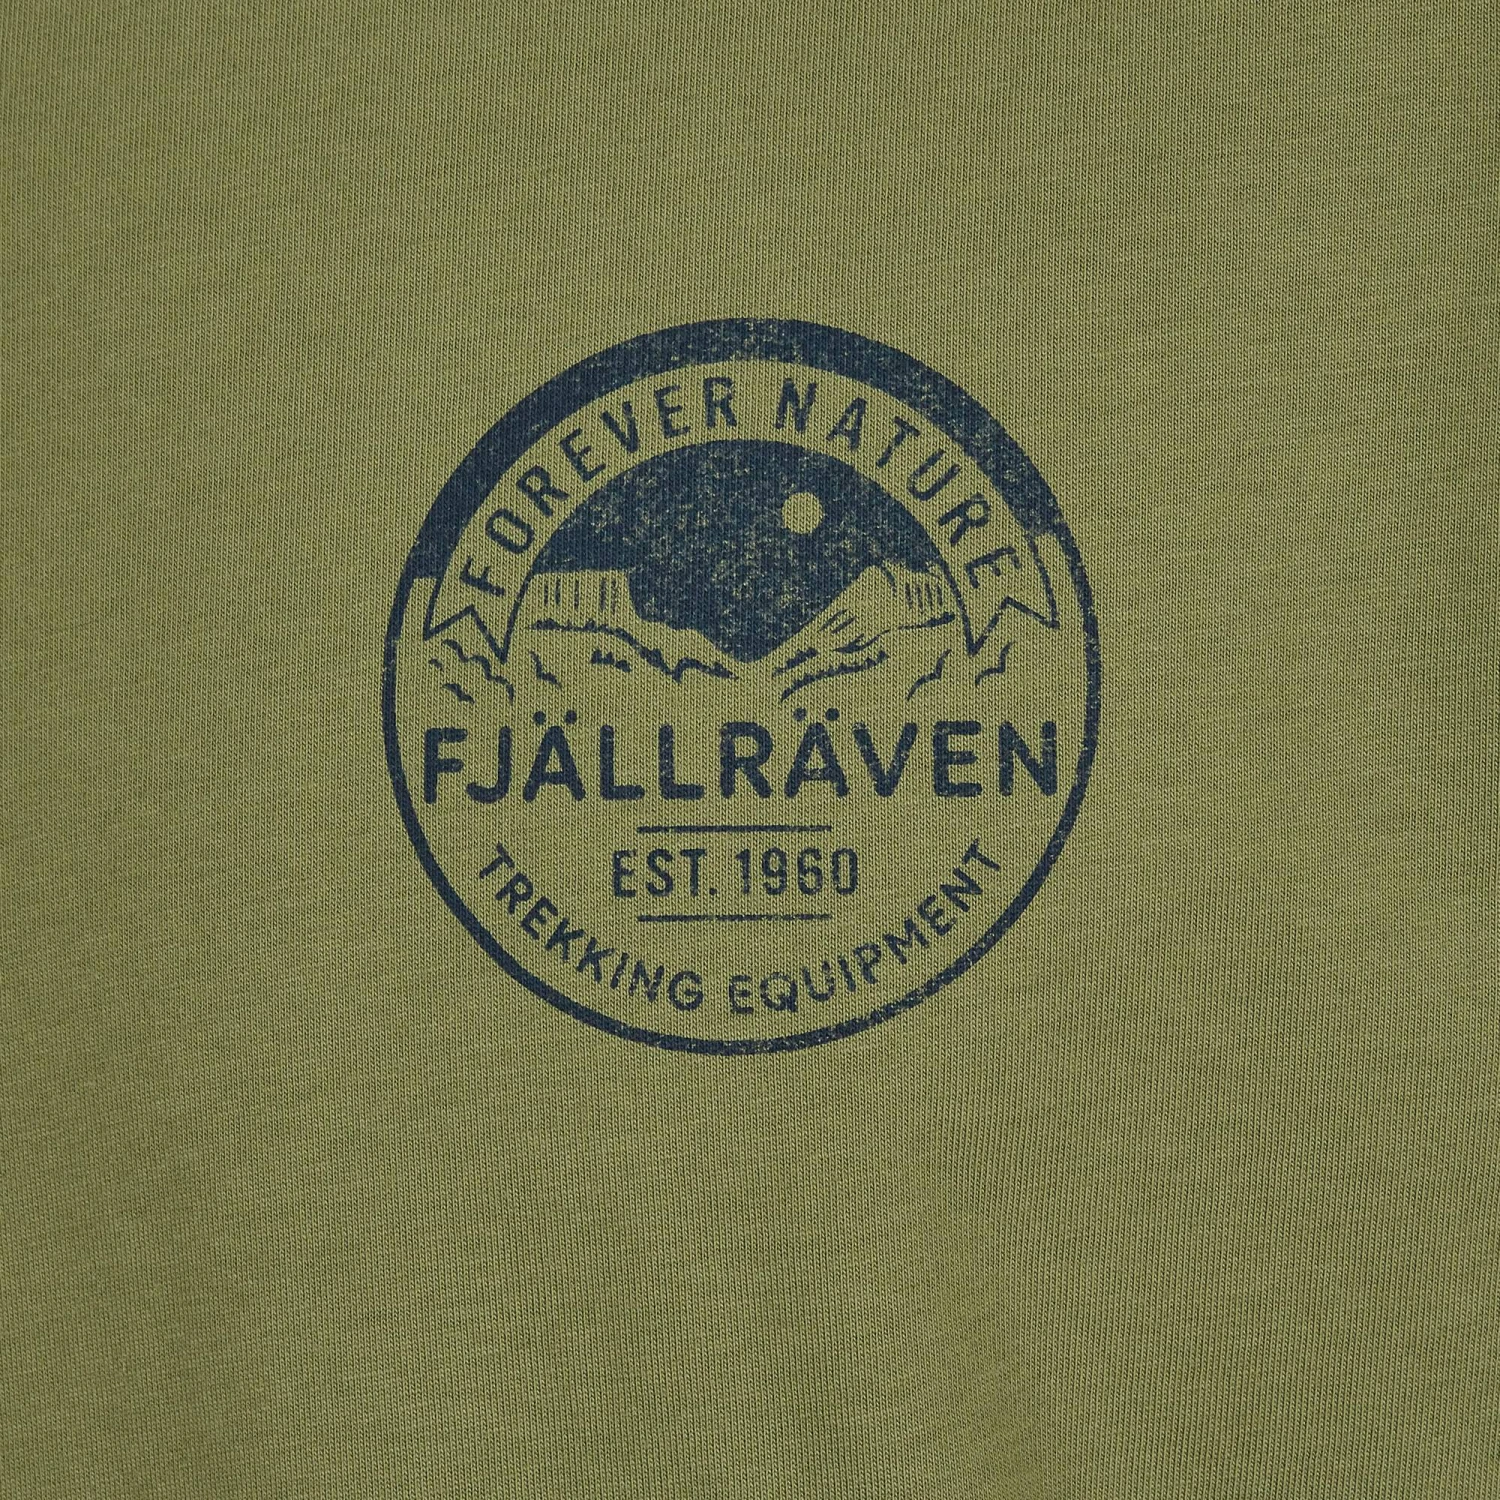 FOREVER NATURE
FJÄLLRÄVEN
EST. 1960
TREKKING EQUIPMENT